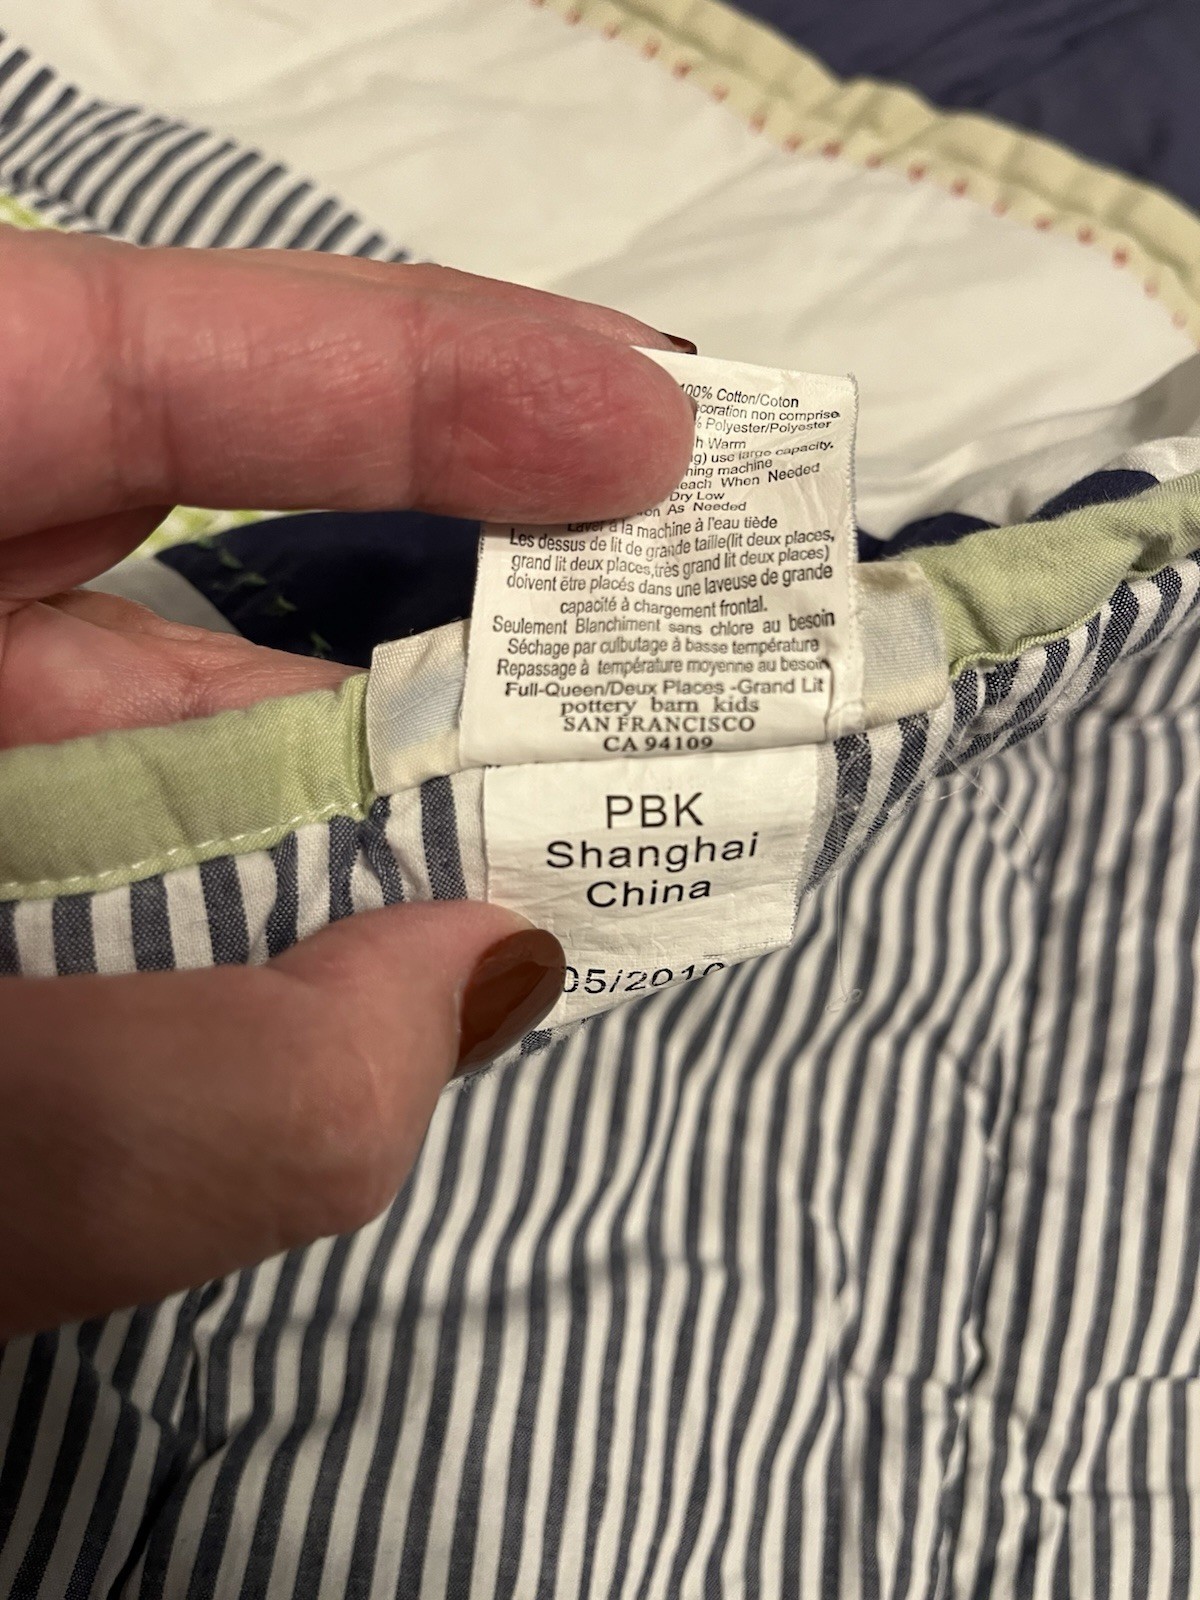 100% Cotton/Coton
non comprise
% Polyester/Polyester
Warm
use large capacity.
machine
When Needed
Dry Low
As Needed
Laver à la machine à l'eau tiède
Les dessus de lit de grande taille(lit deux places,
grand lit deux places,très grand lit deux places)
doivent être placés dans une laveuse de grande
capacité à chargement frontal.
Seulement Blanchiment sans chlore au besoin
Séchage par culbutage à basse température
Repassage à température moyenne au besoin
Full-Queen/Deux Places -Grand Lit
pottery barn kids
SAN FRANCISCO
CA 94109
PBK
Shanghai
China